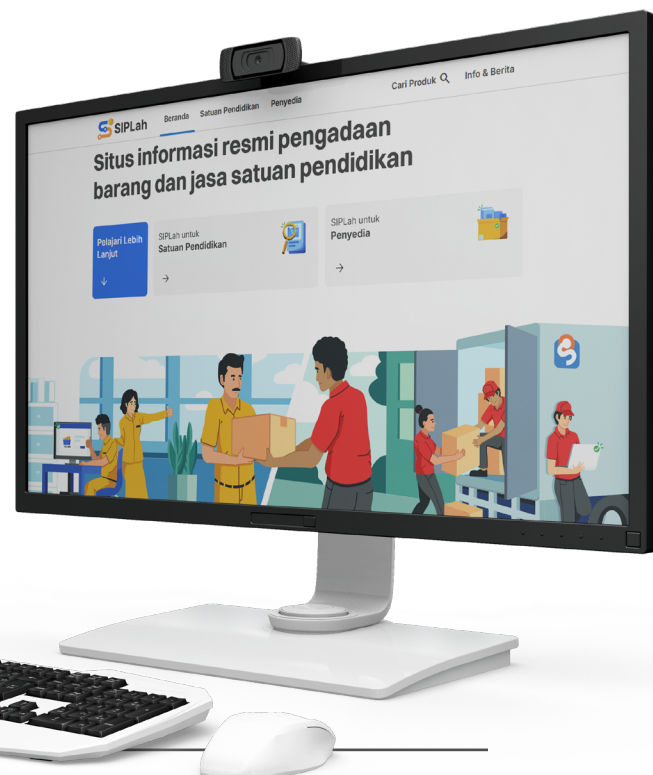 SIPLah
Beranda
Satuan Pendidikan
Penyedia
Cari Produk
Info & Berita
Situs informasi resmi pengadaan
barang dan jasa satuan pendidikan
Pelajari Lebih
Lanjut
SIPLah untuk
Satuan Pendidikan
SIPLah untuk
Penyedia